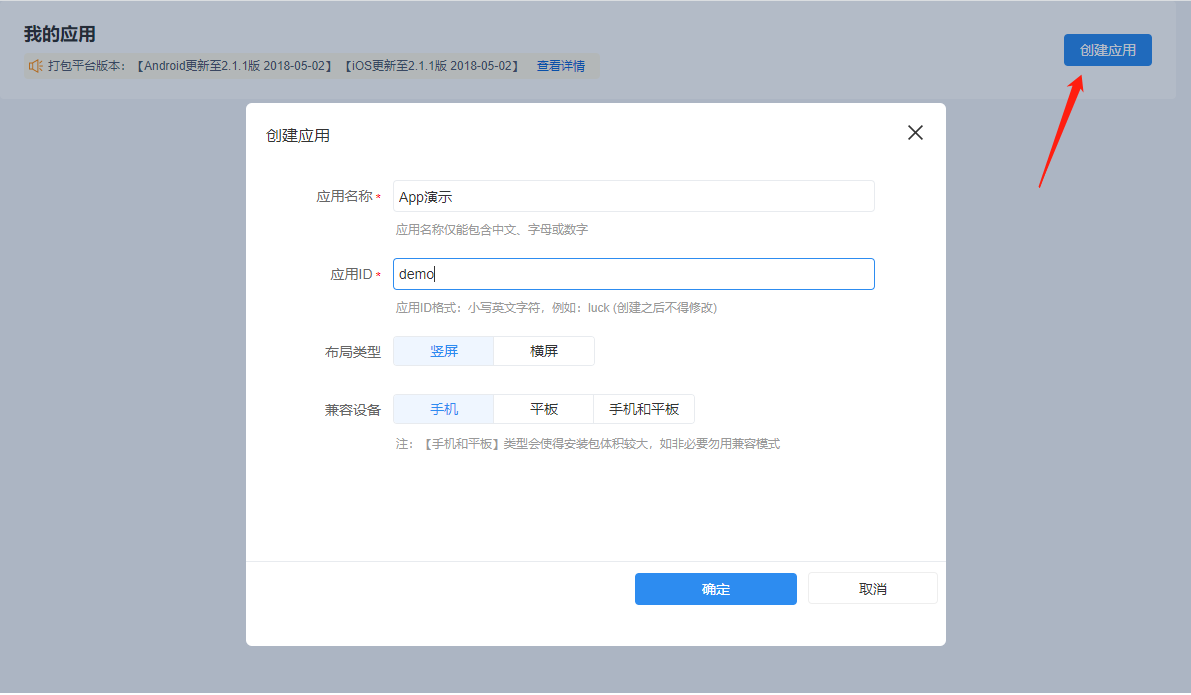 我的应用
打包平台版本：【Android更新至2.1.1版 2018-05-02】【iOS更新至2.1.1版 2018-05-02】 查看详情
创建应用
创建应用
应用名称*
App演示
应用名称仅能包含中文、字母或数字
应用ID*
demo
应用ID格式：小写英文字符，例如：luck (创建之后不得修改)
布局类型
竖屏 横屏
兼容设备
手机 平板 手机和平板
注：【手机和平板】类型会使得安装包体积较大，如非必要勿用兼容模式
确定 取消